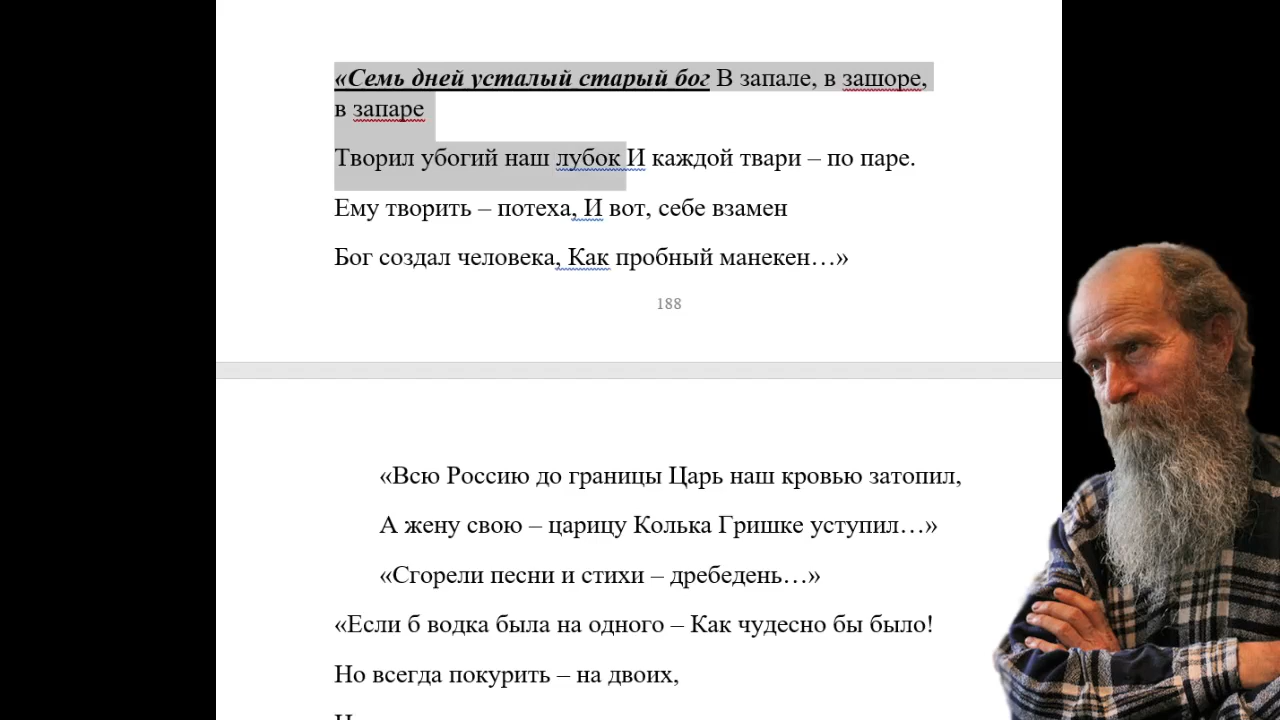 «Семь дней усталый старый бог В запале, в зашоре,
в запаре
Творил убогий наш лубок И каждой твари – по паре.
Ему творить – потеха, И вот, себе взамен
Бог создал человека, Как пробный манекен…»
188
«Всю Россию до границы Царь наш кровью затопил,
А жену свою – царицу Колька Гришке уступил…»
«Сгорели песни и стихи – дребедень…»
«Если б водка была на одного – Как чудесно бы было!
Но всегда покурить – на двоих,